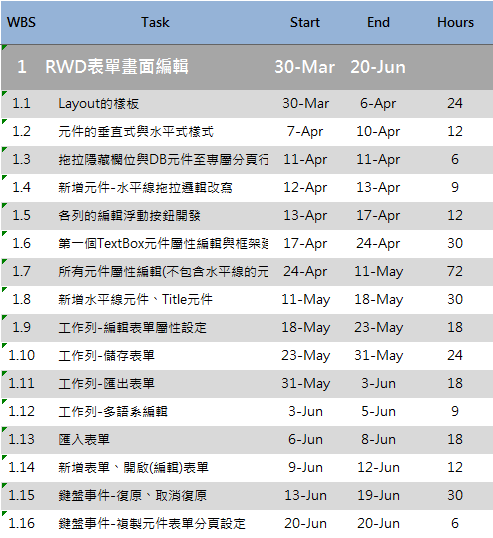 WBS Task Start End Hours
1 RWD表單畫面編輯 30-Mar 20-Jun
1.1 Layout的樣板 30-Mar 6-Apr 24
1.2 元件的垂直式與水平式樣式 7-Apr 10-Apr 12
1.3 拖拉隱藏欄位與DB元件至專屬分頁行 11-Apr 11-Apr 6
1.4 新增元件-水平線拖拉邏輯改寫 12-Apr 13-Apr 9
1.5 各列的編輯浮動按鈕開發 13-Apr 17-Apr 12
1.6 第一個TextBox元件屬性編輯與框架建 17-Apr 24-Apr 30
1.7 所有元件屬性編輯(不包含水平線的元 24-Apr 11-May 72
1.8 新增水平線元件、Title元件 11-May 18-May 30
1.9 工作列-編輯表單屬性設定 18-May 23-May 18
1.10 工作列-儲存表單 23-May 31-May 24
1.11 工作列-匯出表單 31-May 3-Jun 18
1.12 工作列-多語系編輯 3-Jun 5-Jun 9
1.13 匯入表單 6-Jun 8-Jun 18
1.14 新增表單、開啟(編輯)表單 9-Jun 12-Jun 12
1.15 鍵盤事件-復原、取消復原 13-Jun 19-Jun 30
1.16 鍵盤事件-複製元件表單分頁設定 20-Jun 20-Jun 6